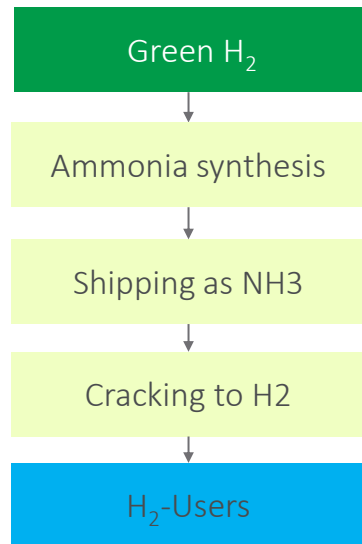 Green H₂
Ammonia synthesis
Shipping as NH3
Cracking to H2
H₂-Users